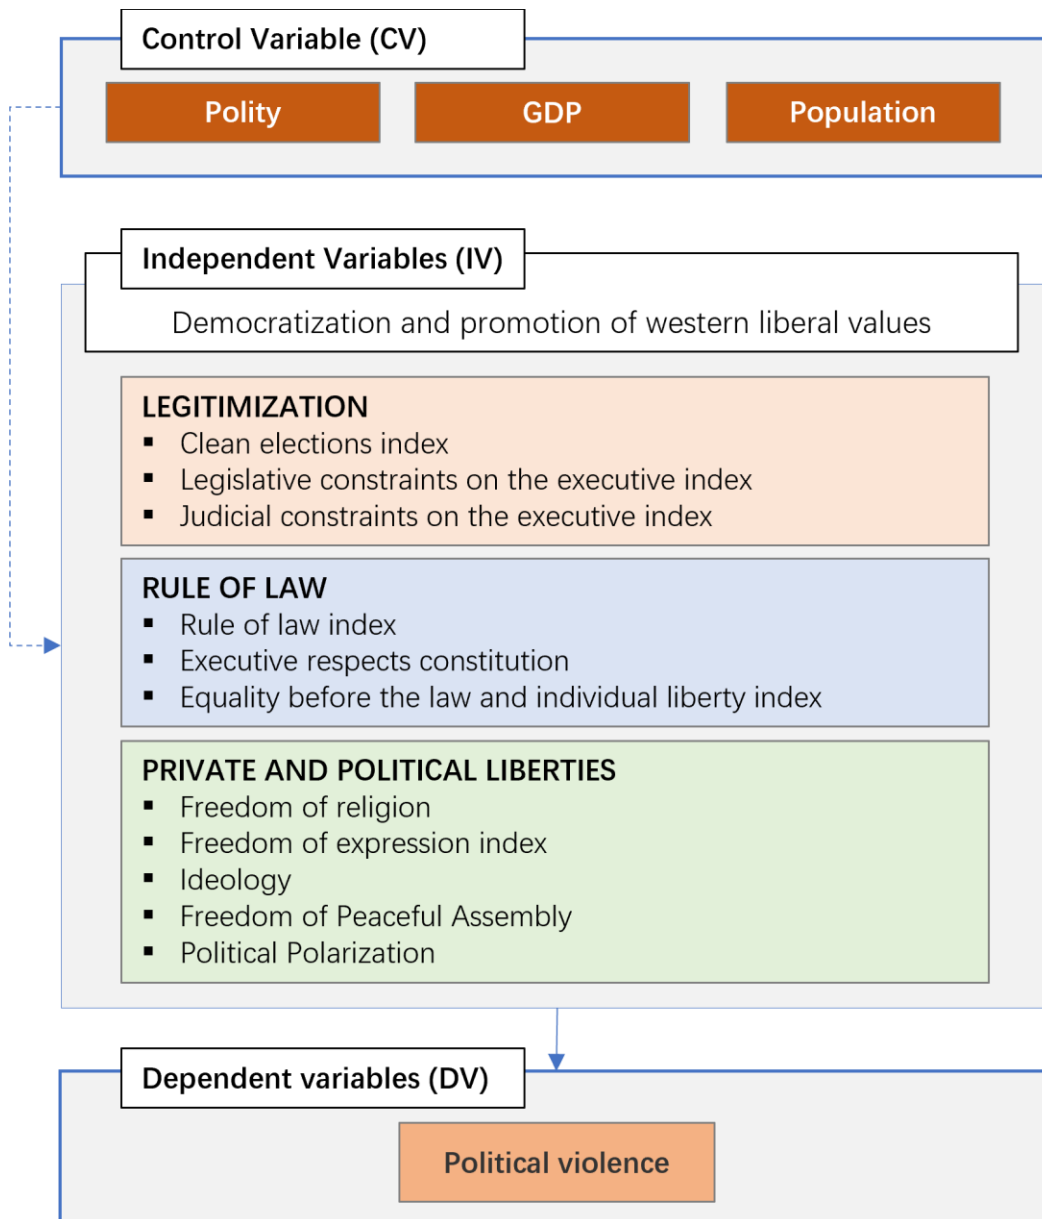 Control Variable (CV)
Polity GDP Population
Independent Variables (IV)
Democratization and promotion of western liberal values
LEGITIMIZATION
▪ Clean elections index
▪ Legislative constraints on the executive index
▪ Judicial constraints on the executive index
RULE OF LAW
▪ Rule of law index
▪ Executive respects constitution
▪ Equality before the law and individual liberty index
PRIVATE AND POLITICAL LIBERTIES
▪ Freedom of religion
▪ Freedom of expression index
▪ Ideology
▪ Freedom of Peaceful Assembly
▪ Political Polarization
Dependent variables (DV)
Political violence